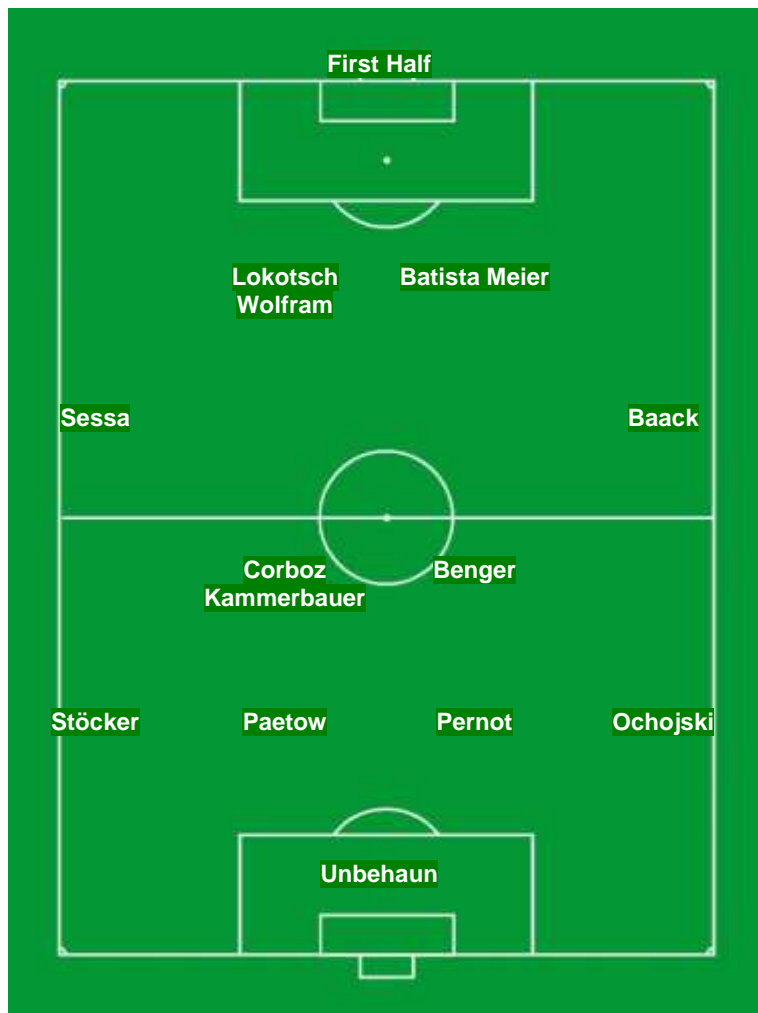 First Half
Lokotsch Batista Meier
Wolfram
Sessa Baack
Corboz Benger
Kammerbauer
Stöcker Paetow Pernot Ochojski
Unbehaun